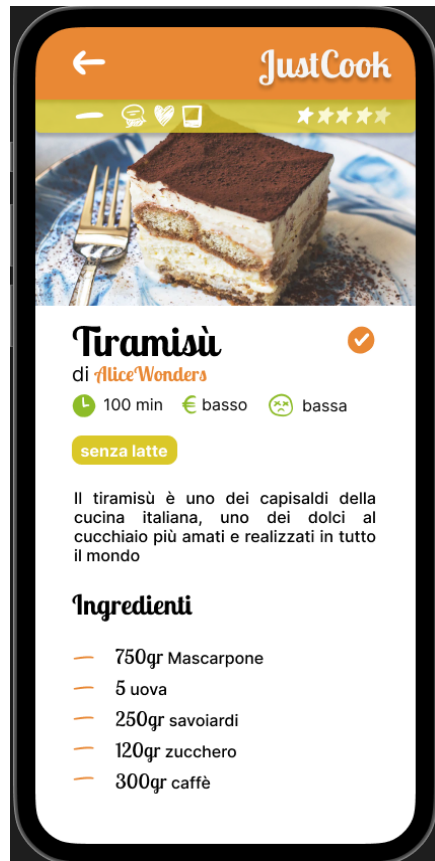 JustCook
Tiramisù
di AliceWonders
100 min € basso bassa
senza latte
Il tiramisù è uno dei capisaldi della
cucina italiana, uno dei dolci al
cucchiaio più amati e realizzati in tutto
il mondo
Ingredienti
750gr Mascarpone
5 uova
250gr savoiardi
120gr zucchero
300gr caffè